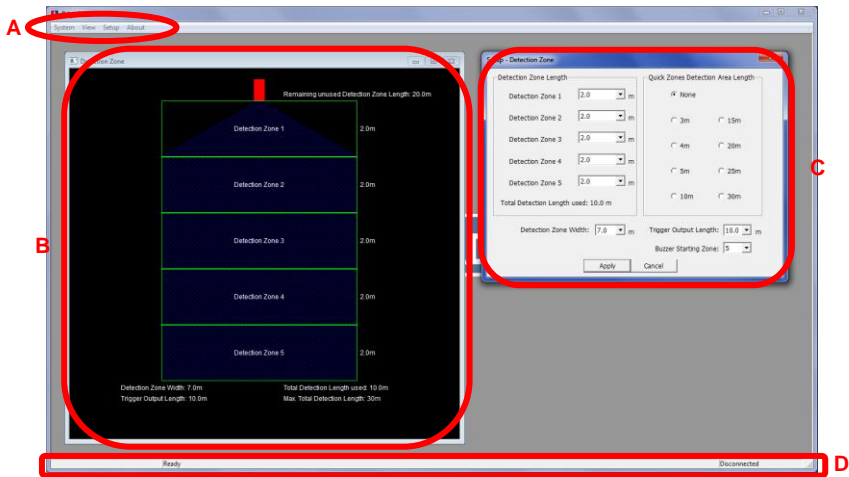 A
System View Setup About
Detection Zone
Remaining unused Detection Zone Length: 20.0m
Detection Zone 1
2.0m
Detection Zone 2
2.0m
Detection Zone 3
2.0m
Detection Zone 4
2.0m
Detection Zone 5
2.0m
Detection Zone Width: 7.0m
Total Detection Length used: 10.0m
Trigger Output Length: 10.0m
Max. Total Detection Length: 30m
B
Setup - Detection Zone
Detection Zone Length
Detection Zone 1 2.0 m
Detection Zone 2 2.0 m
Detection Zone 3 2.0 m
Detection Zone 4 2.0 m
Detection Zone 5 2.0 m
Total Detection Length used: 10.0 m
Quick Zones Detection Area Length
None
3m 15m
4m 20m
5m 25m
10m 30m
Detection Zone Width: 7.0 m
Trigger Output Length: 10.0 m
Buzzer Starting Zone: 5
Apply Cancel
C
Ready
Disconnected
D